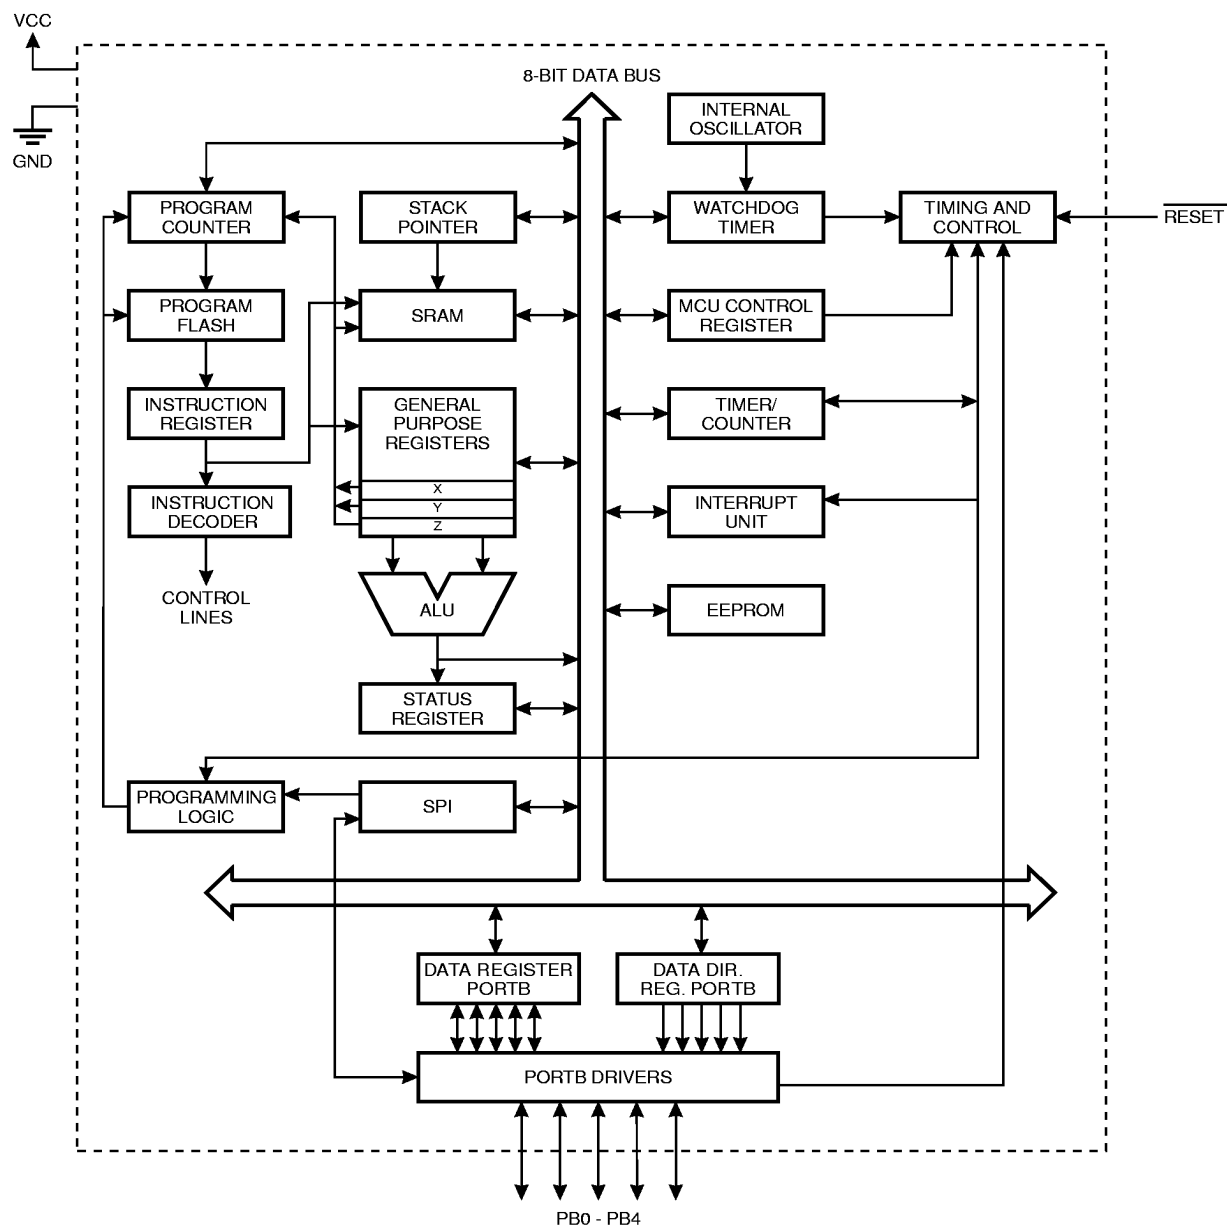 VCC
GND
8-BIT DATA BUS
INTERNAL
OSCILLATOR
PROGRAM
COUNTER
STACK
POINTER
WATCHDOG
TIMER
TIMING AND
CONTROL
RESET
PROGRAM
FLASH
SRAM
MCU CONTROL
REGISTER
INSTRUCTION
REGISTER
GENERAL
PURPOSE
REGISTERS
X
Y
Z
TIMER/
COUNTER
INSTRUCTION
DECODER
INTERRUPT
UNIT
CONTROL
LINES
ALU
EEPROM
STATUS
REGISTER
PROGRAMMING
LOGIC
SPI
DATA REGISTER
PORTB
DATA DIR.
REG. PORTB
PORTB DRIVERS
PB0 - PB4